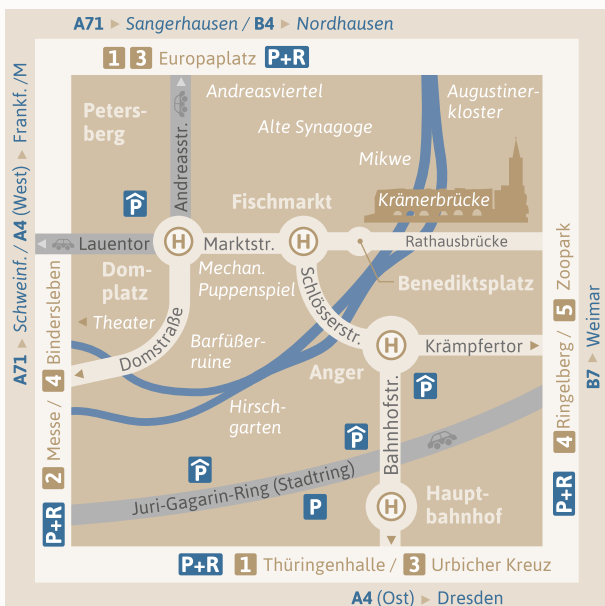 A71 ▸ Sangerhausen / B4 ▸ Nordhausen
1 3 Europaplatz P+R
A71 ▸ Schweinf. / A4 (West) ▸ Frankf. /M
Peters-
berg
Andreasstr.
Andreasviertel
Alte Synagoge
Mikwe
Augustiner-
kloster
Krämerbrücke
P
Fischmarkt
Lauentor
H
Marktstr.
H
Rathausbrücke
Dom-
platz
Mechan.
Puppenspiel
Benediktsplatz
Schlösserstr.
◂ Theater
Domstraße
Barfüßer-
ruine
H
Krämpfertor
Anger
P
Hirsch-
garten
Bahnhofstr.
P
P
P
Juri-Gagarin-Ring (Stadtring)
H
Haupt-
bahnhof
P+R 2 Messe / 4 Bindersleben
P+R 4 Ringelberg / 5 Zoopark
B7 ▸ Weimar
P+R 1 Thüringenhalle / 3 Urbicher Kreuz
A4 (Ost) ▸ Dresden